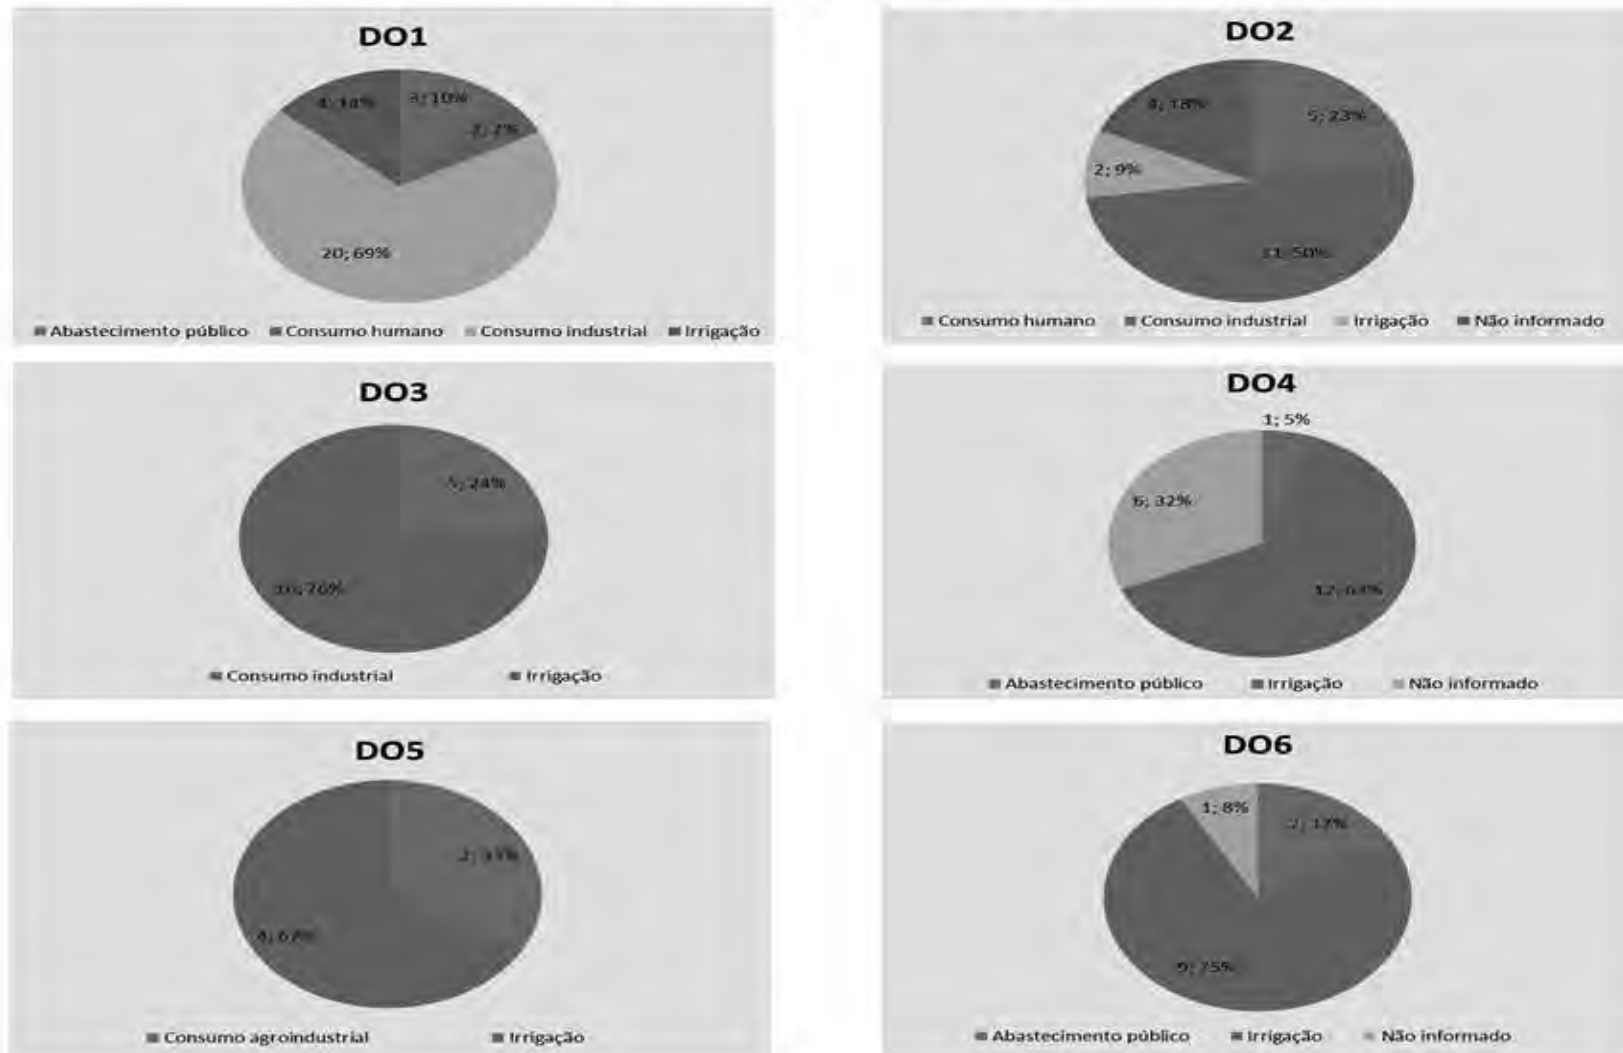 DO1
4; 14%
3; 10%
2; 7%
20; 69%
Abastecimento público Consumo humano Consumo industrial Irrigação
DO2
4; 18%
5; 23%
2; 9%
11; 50%
Consumo humano Consumo industrial Irrigação Não informado
DO3
5; 24%
16; 76%
Consumo industrial Irrigação
DO4
1; 5%
6; 32%
12; 63%
Abastecimento público Irrigação Não informado
DO5
2; 33%
4; 67%
Consumo agroindustrial Irrigação
DO6
1; 8%
2; 17%
9; 75%
Abastecimento público Irrigação Não informado